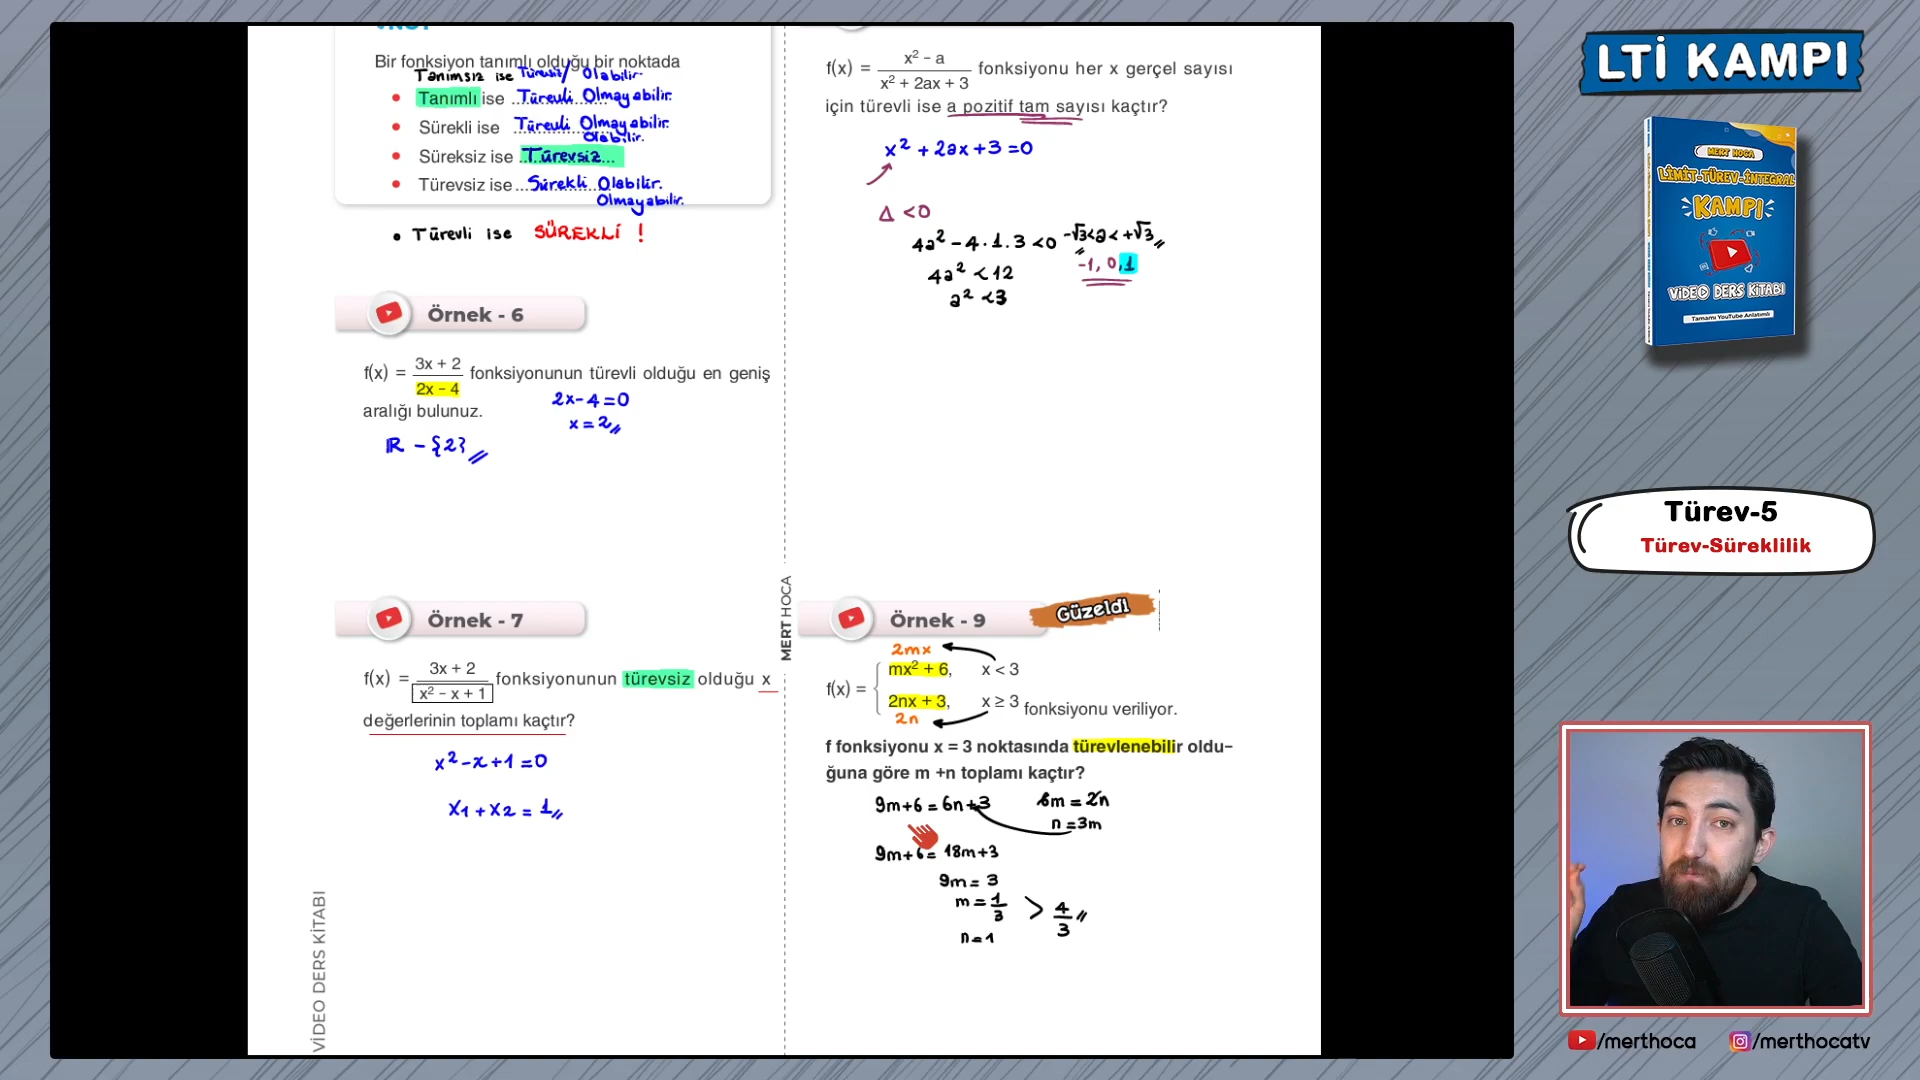 Bir fonksiyon tanımlı olduğu bir noktada
Tanımsız ise Türevsiz / Olabilir
• Tanımlı ise ........ Türevli Olmayabilir.
• Sürekli ise Türevli Olmayabilir.
Olabilir.
• Süreksiz ise Türevsiz...
• Türevsiz ise ... Sürekli Olabilir.
Olmayabilir.
• Türevli ise SÜREKLİ !
Örnek - 6
f(x) = (3x + 2)/(2x – 4) fonksiyonunun türevli olduğu en geniş
aralığı bulunuz.
2x-4=0
x=2
R - {2}
Örnek - 7
f(x) = (3x + 2)/(x² – x + 1) fonksiyonunun türevsiz olduğu x
değerlerinin toplamı kaçtır?
x²-x+1=0
x₁+x₂=1
VİDEO DERS KİTABI
MERT HOCA
f(x) = (x² – a)/(x² + 2ax + 3) fonksiyonu her x gerçel sayısı
için türevli ise a pozitif tam sayısı kaçtır?
x²+2ax+3=0
Δ<0
4a²-4.1.3<0
-√3<a<+√3
4a²<12
-1, 0, 1
a²<3
Örnek - 9
Güzeldi
2mx
mx² + 6, x < 3
f(x) =
2nx + 3, x ≥ 3 fonksiyonu veriliyor.
2n
f fonksiyonu x = 3 noktasında türevlenebilir oldu–
ğuna göre m +n toplamı kaçtır?
9m+6=6n+3
6m=2n
n=3m
9m+6=18m+3
9m=3
m=1/3
n=1
4/3
LTİ KAMPI
MERT HOCA
LİMİT-TÜREV-İNTEGRAL
KAMPI
VİDEO DERS KİTABI
Tamamı YouTube Anlatımlı
Türev-5
Türev-Süreklilik
/merthoca
/merthocatv